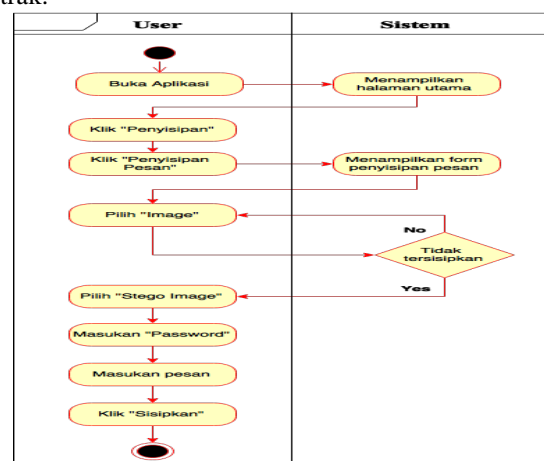 trak.
User
Sistem
Buka Aplikasi
Menampilkan
halaman utama
Klik "Penyisipan"
Klik "Penyisipan
Pesan"
Menampilkan form
penyisipan pesan
Pilih "Image"
No
Tidak
tersisipkan
Yes
Pilih "Stego Image"
Masukan "Password"
Masukan pesan
Klik "Sisipkan"